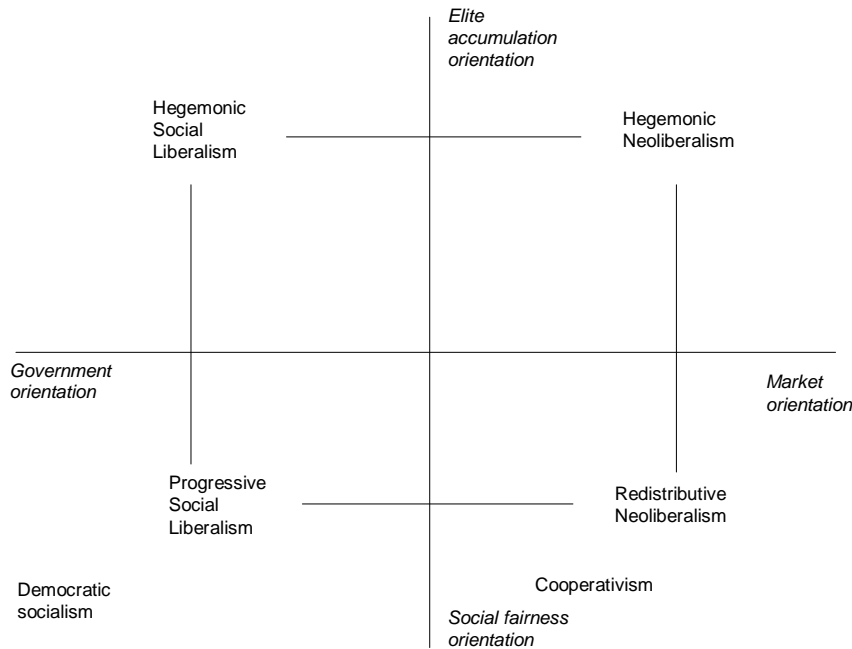 Elite
accumulation
orientation
Hegemonic
Social
Liberalism
Hegemonic
Neoliberalism
Government
orientation
Market
orientation
Progressive
Social
Liberalism
Redistributive
Neoliberalism
Democratic
socialism
Cooperativism
Social fairness
orientation